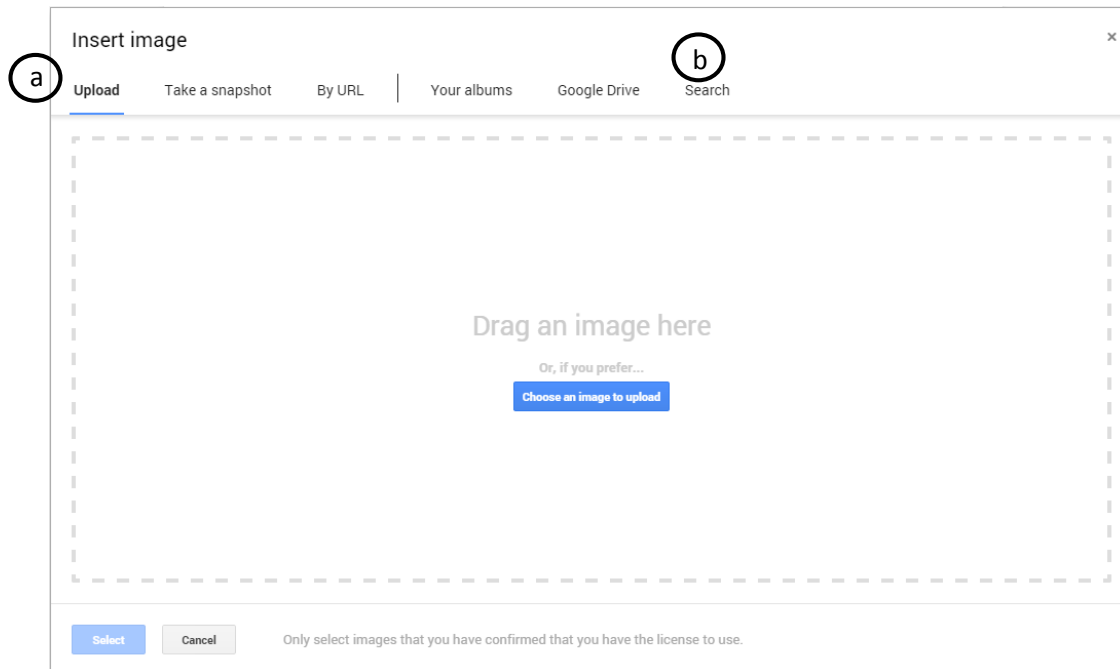 Insert image ×
a b
Upload Take a snapshot By URL Your albums Google Drive Search
Drag an image here
Or, if you prefer...
Choose an image to upload
Select Cancel Only select images that you have confirmed that you have the license to use.